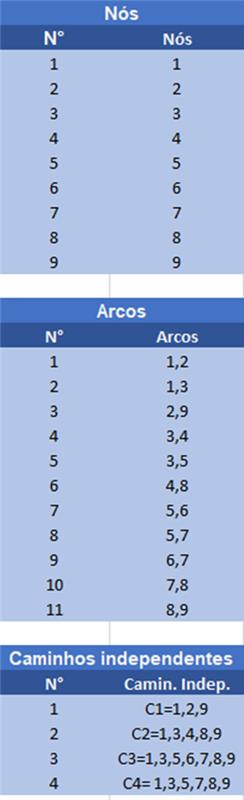 Nós
N° Nós
1 1
2 2
3 3
4 4
5 5
6 6
7 7
8 8
9 9
Arcos
N° Arcos
1 1,2
2 1,3
3 2,9
4 3,4
5 3,5
6 4,8
7 5,6
8 5,7
9 6,7
10 7,8
11 8,9
Caminhos independentes
N° Camin. Indep.
1 C1=1,2,9
2 C2=1,3,4,8,9
3 C3=1,3,5,6,7,8,9
4 C4= 1,3,5,7,8,9